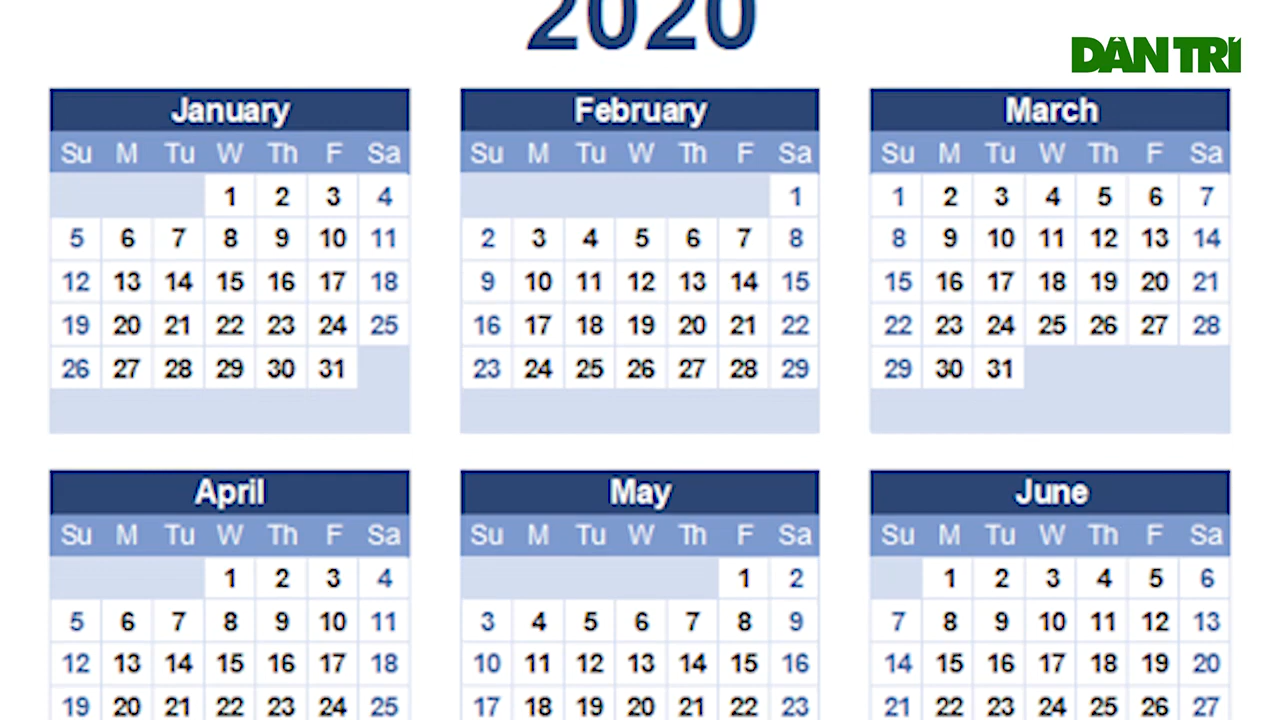 2020
DÂN TRÍ
January February March
Su M Tu W Th F Sa Su M Tu W Th F Sa Su M Tu W Th F Sa
1 2 3 4 1 1 2 3 4 5 6 7
5 6 7 8 9 10 11 2 3 4 5 6 7 8 8 9 10 11 12 13 14
12 13 14 15 16 17 18 9 10 11 12 13 14 15 15 16 17 18 19 20 21
19 20 21 22 23 24 25 16 17 18 19 20 21 22 22 23 24 25 26 27 28
26 27 28 29 30 31 23 24 25 26 27 28 29 29 30 31
April May June
Su M Tu W Th F Sa Su M Tu W Th F Sa Su M Tu W Th F Sa
1 2 3 4 1 2 1 2 3 4 5 6
5 6 7 8 9 10 11 3 4 5 6 7 8 9 7 8 9 10 11 12 13
12 13 14 15 16 17 18 10 11 12 13 14 15 16 14 15 16 17 18 19 20
19 20 21 22 23 24 25 17 18 19 20 21 22 23 21 22 23 24 25 26 27